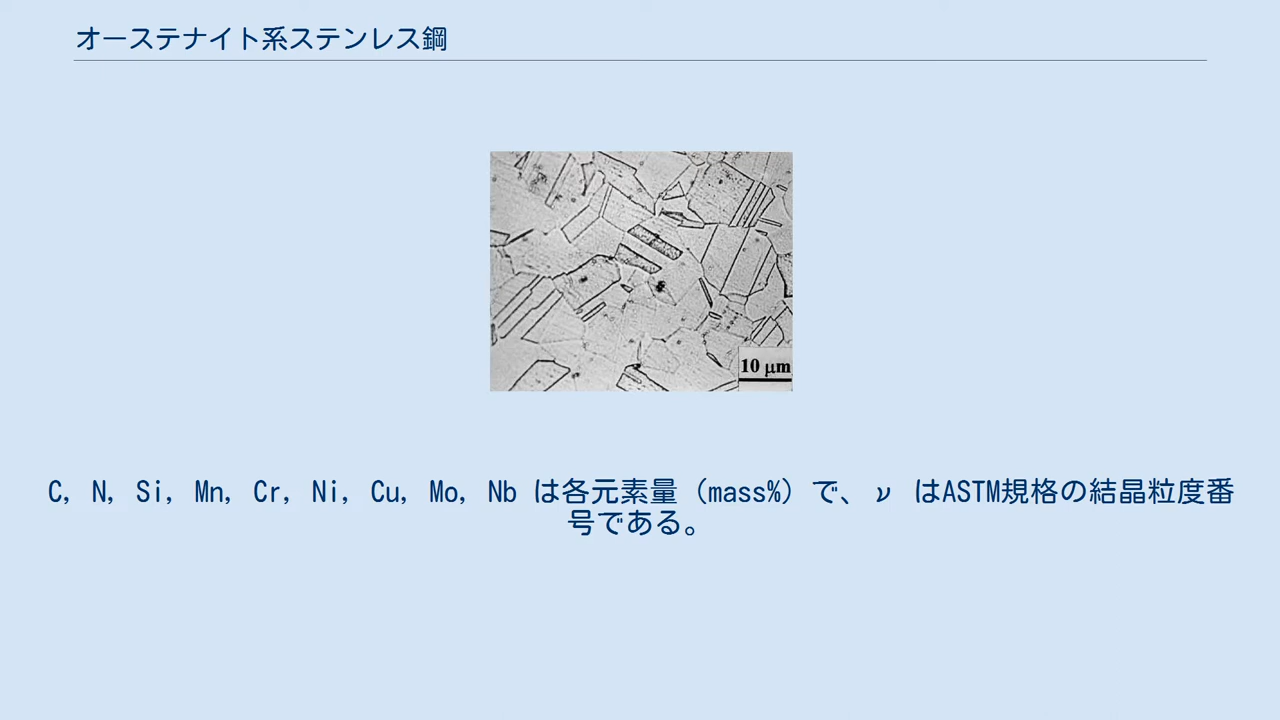 オーステナイト系ステンレス鋼
10 μm
C, N, Si, Mn, Cr, Ni, Cu, Mo, Nb は各元素量（mass%）で、ν はASTM規格の結晶粒度番
号である。